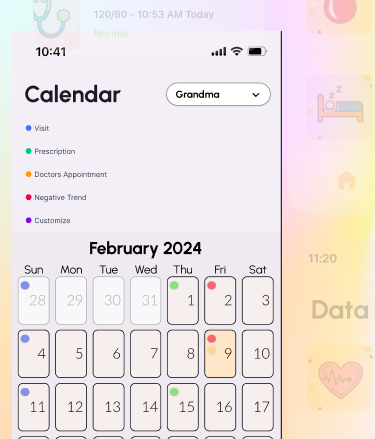 120/80 - 10:53 AM Today
Normal
10:41
Calendar
Grandma
Visit
Prescription
Doctors Appointment
Negative Trend
Customize
February 2024
Sun Mon Tue Wed Thu Fri Sat
28 29 30 31 1 2 3
4 5 6 7 8 9 10
11 12 13 14 15 16 17
z z z
11:20
Data